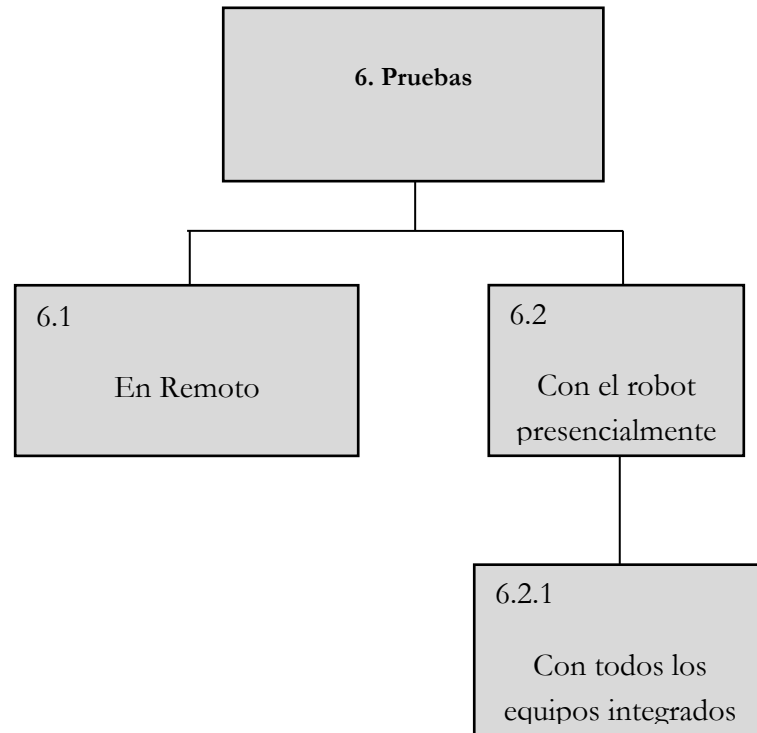 6. Pruebas
6.1
En Remoto
6.2
Con el robot
presencialmente
6.2.1
Con todos los
equipos integrados